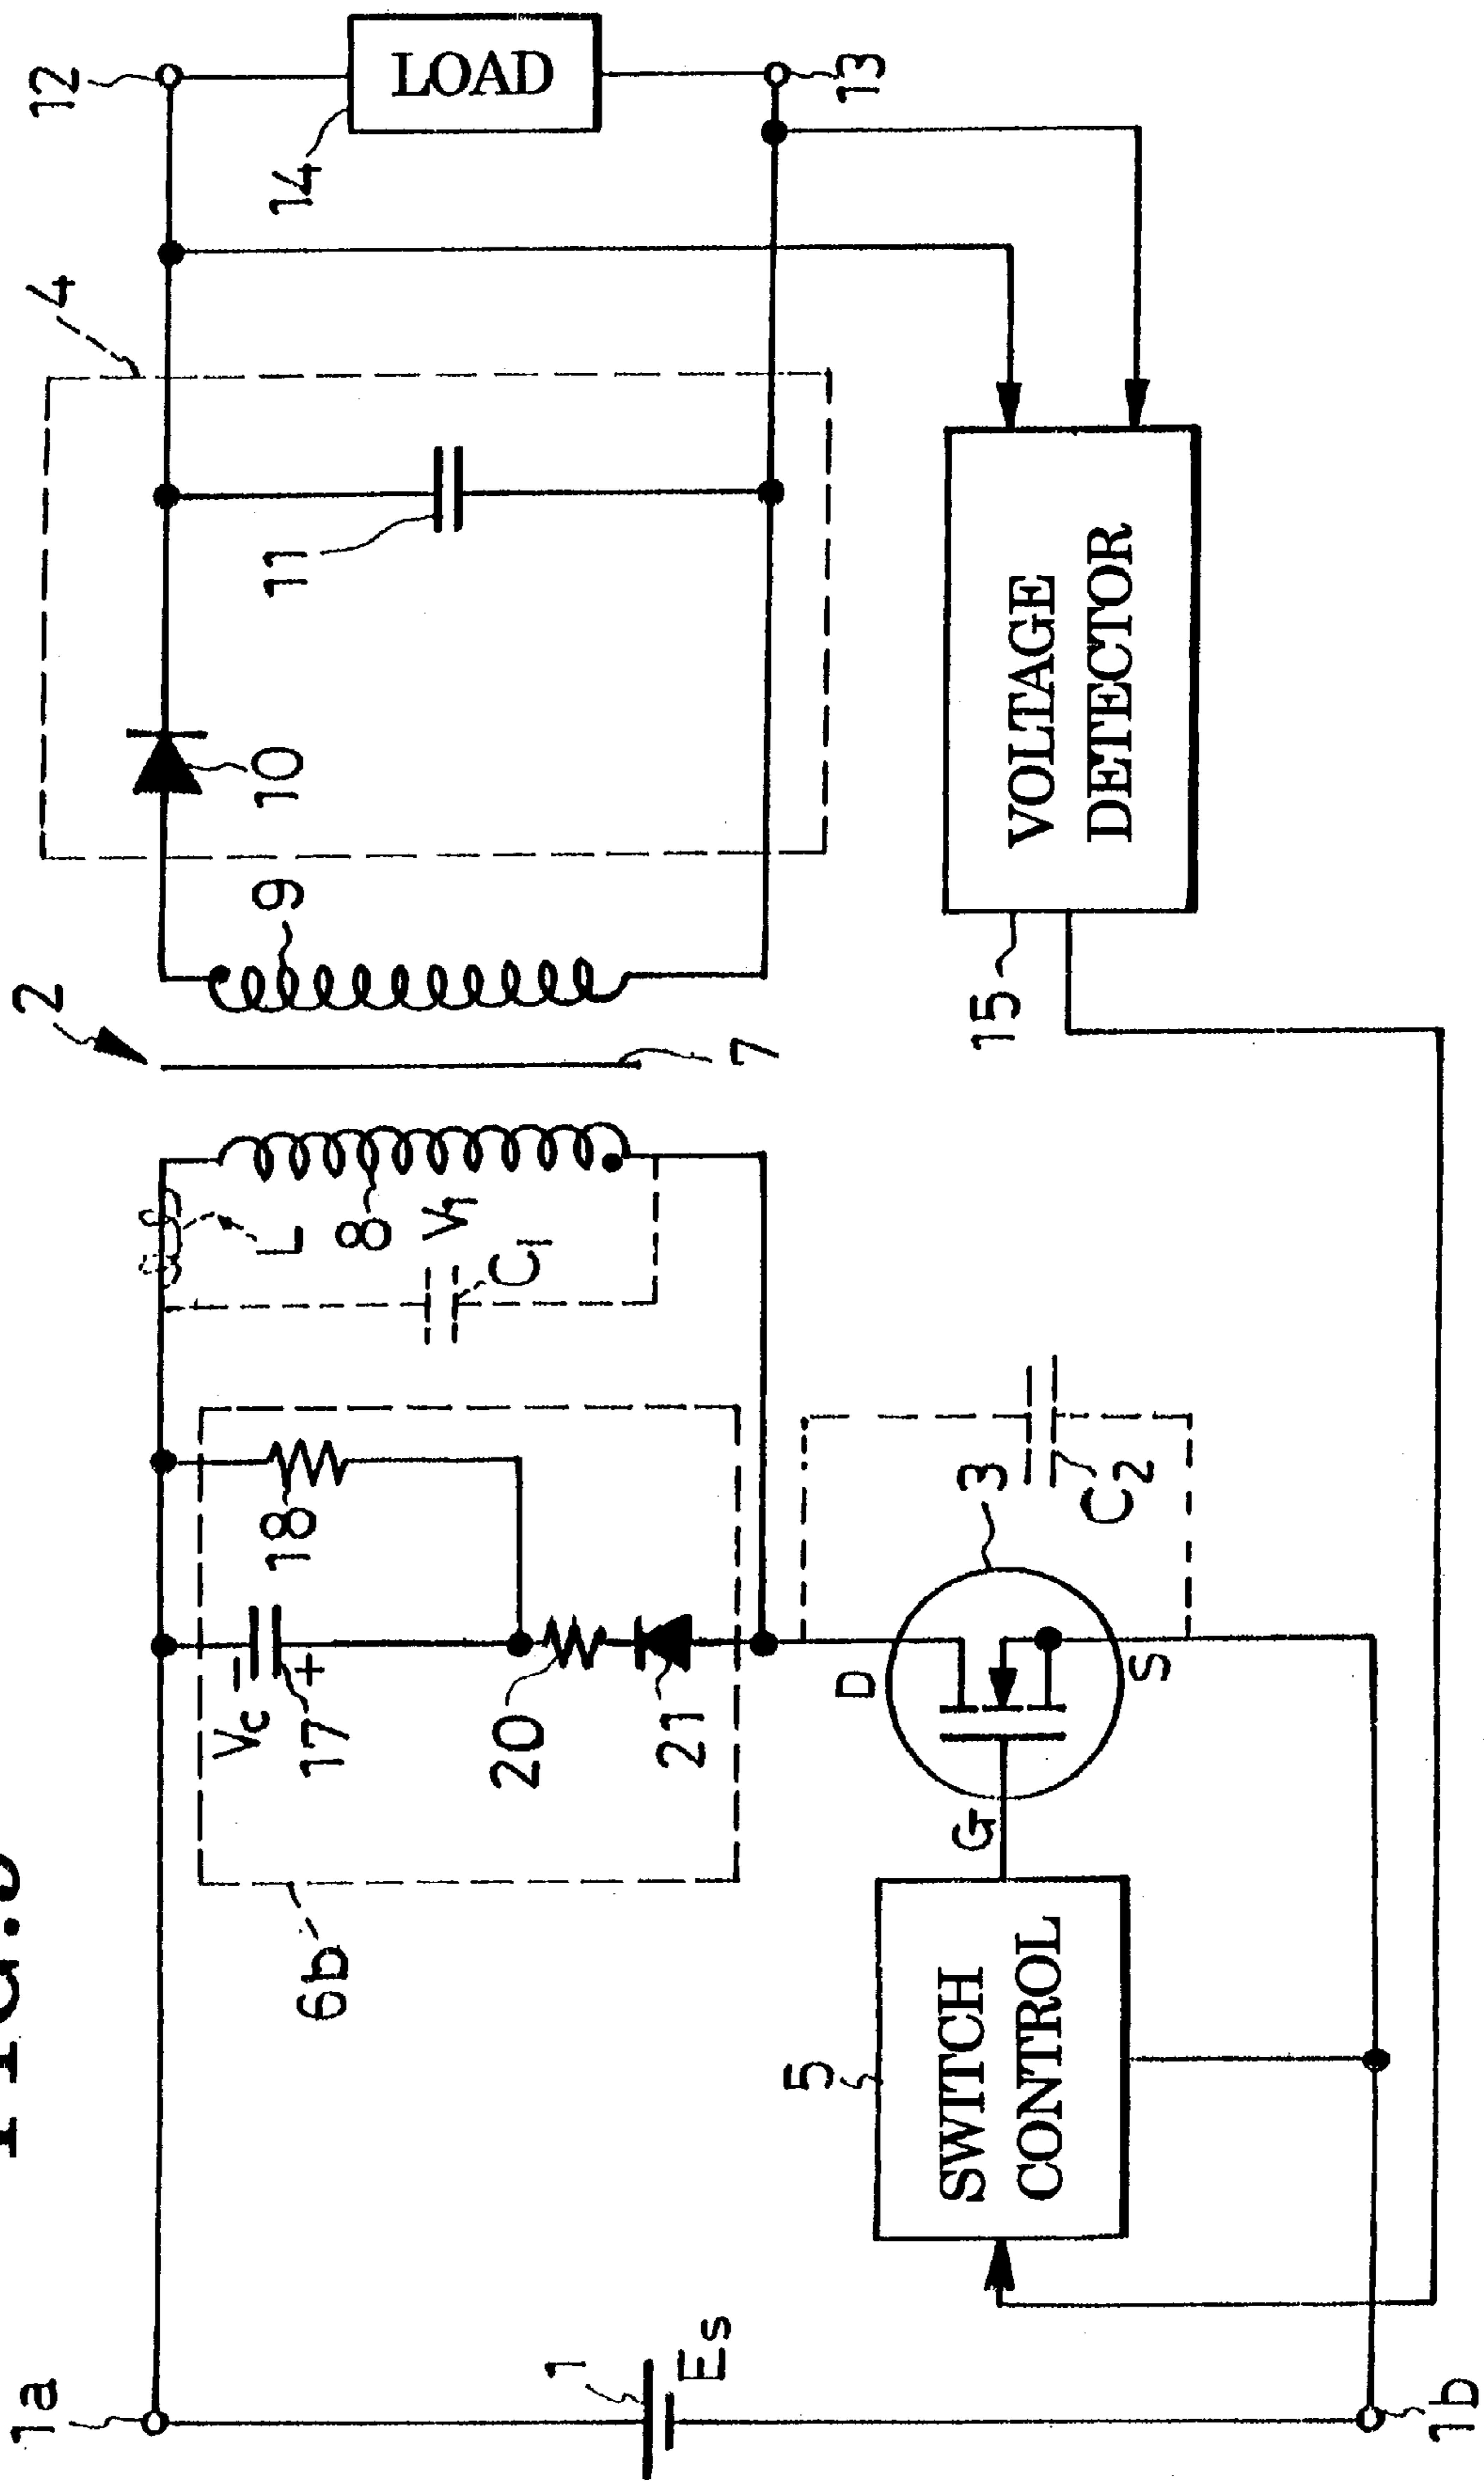 1a
1
Es
1b
6b
Vc
−
17
+
18
20
21
5
SWITCH
CONTROL
G
D
S
3
C2
L
8
V1
C1
2
7
9
10
4
11
15
VOLTAGE
DETECTOR
12
14
LOAD
13